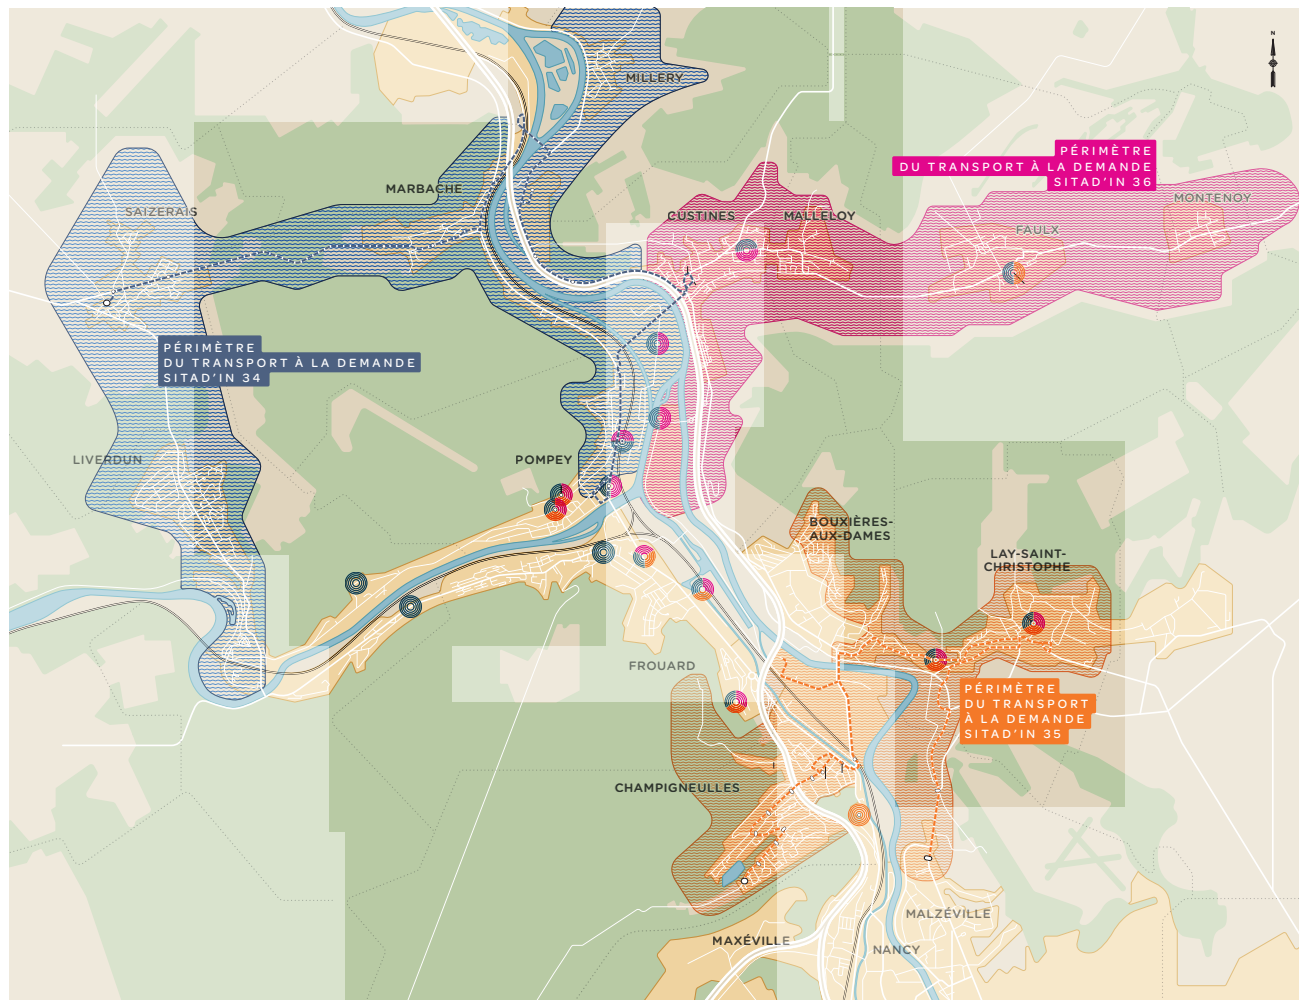 N
MILLERY
PÉRIMÈTRE
DU TRANSPORT À LA DEMANDE
SITAD'IN 36
MARBACHE
SAIZERAIS
CUSTINES
MALLELOY
MONTENOY
FAULX
PÉRIMÈTRE
DU TRANSPORT À LA DEMANDE
SITAD'IN 34
LIVERDUN
POMPEY
BOUXIÈRES-
AUX-DAMES
LAY-SAINT-
CHRISTOPHE
FROUARD
PÉRIMÈTRE
DU TRANSPORT
À LA DEMANDE
SITAD'IN 35
CHAMPIGNEULLES
MALZÉVILLE
MAXÉVILLE
NANCY